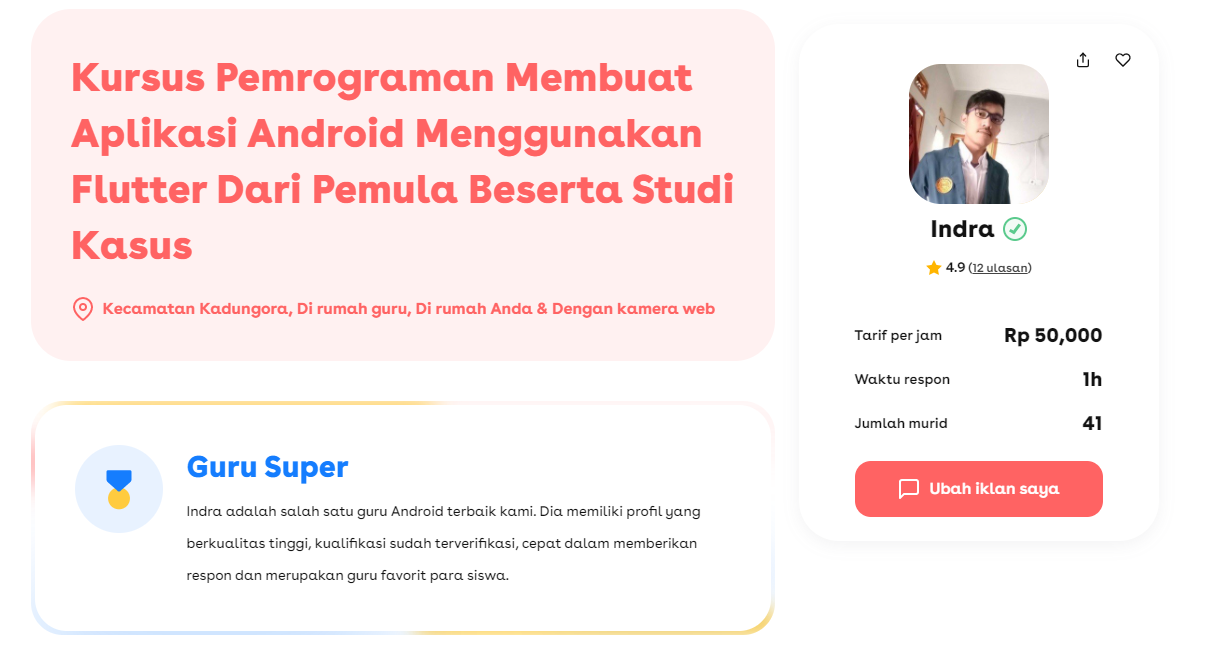 Kursus Pemrograman Membuat
Aplikasi Android Menggunakan
Flutter Dari Pemula Beserta Studi
Kasus
Kecamatan Kadungora, Di rumah guru, Di rumah Anda & Dengan kamera web
Guru Super
Indra adalah salah satu guru Android terbaik kami. Dia memiliki profil yang
berkualitas tinggi, kualifikasi sudah terverifikasi, cepat dalam memberikan
respon dan merupakan guru favorit para siswa.
Indra
4.9 (12 ulasan)
Tarif per jam Rp 50,000
Waktu respon 1h
Jumlah murid 41
Ubah iklan saya